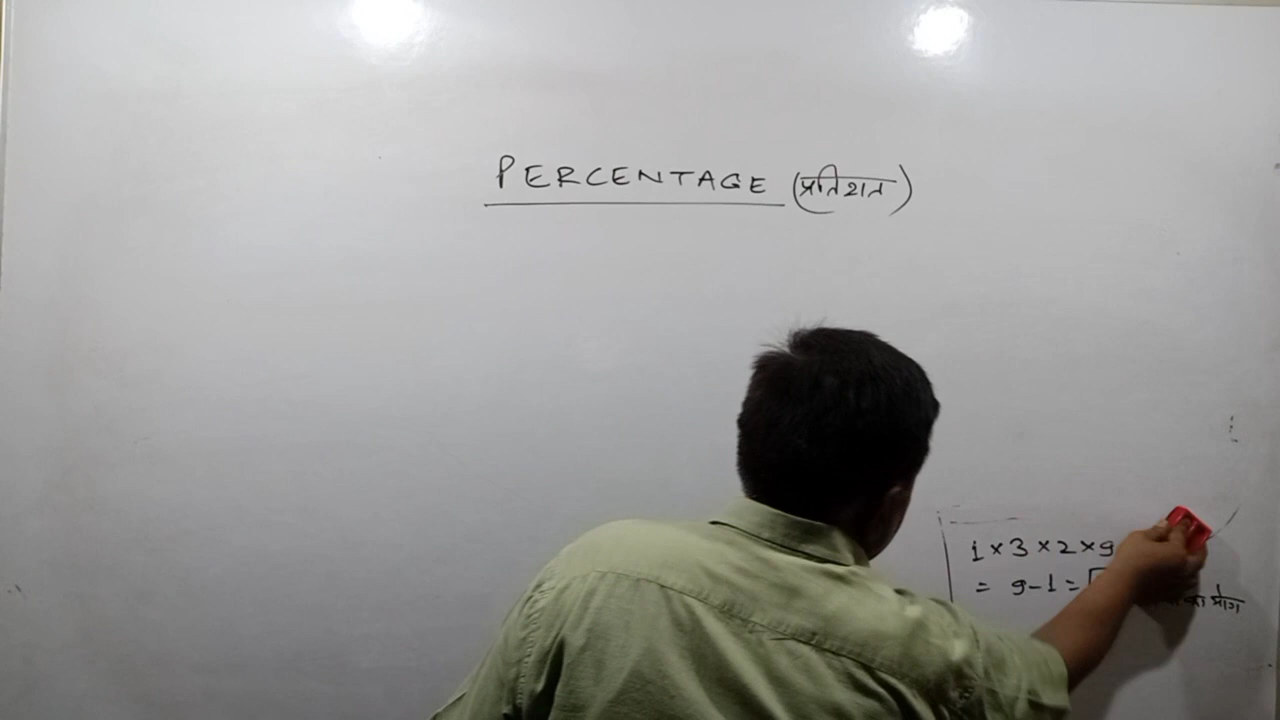 PERCENTAGE (प्रतिशत)
1 × 3 × 2 × 9
= 9 - 1 =